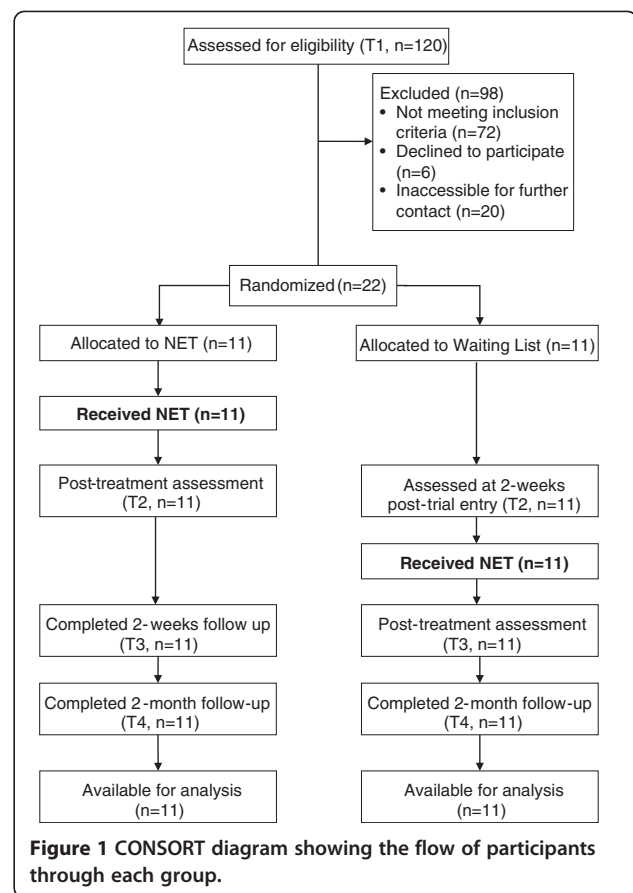 Assessed for eligibility (T1, n=120)
Excluded (n=98)
• Not meeting inclusion
criteria (n=72)
• Declined to participate
(n=6)
• Inaccessible for further
contact (n=20)
Randomized (n=22)
Allocated to NET (n=11)
Received NET (n=11)
Post-treatment assessment
(T2, n=11)
Completed 2-weeks follow up
(T3, n=11)
Completed 2-month follow-up
(T4, n=11)
Available for analysis
(n=11)
Allocated to Waiting List (n=11)
Assessed at 2-weeks
post-trial entry (T2, n=11)
Received NET (n=11)
Post-treatment assessment
(T3, n=11)
Completed 2-month follow-up
(T4, n=11)
Available for analysis
(n=11)
Figure 1 CONSORT diagram showing the flow of participants
through each group.